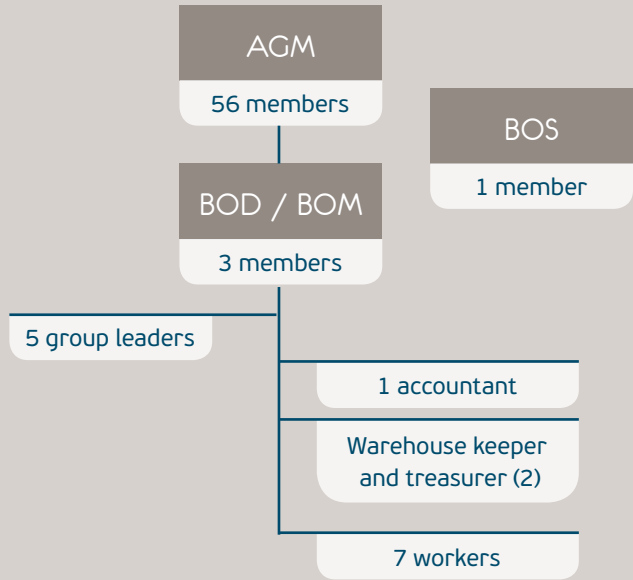 AGM
56 members
BOS
1 member
BOD / BOM
3 members
5 group leaders
1 accountant
Warehouse keeper
and treasurer (2)
7 workers